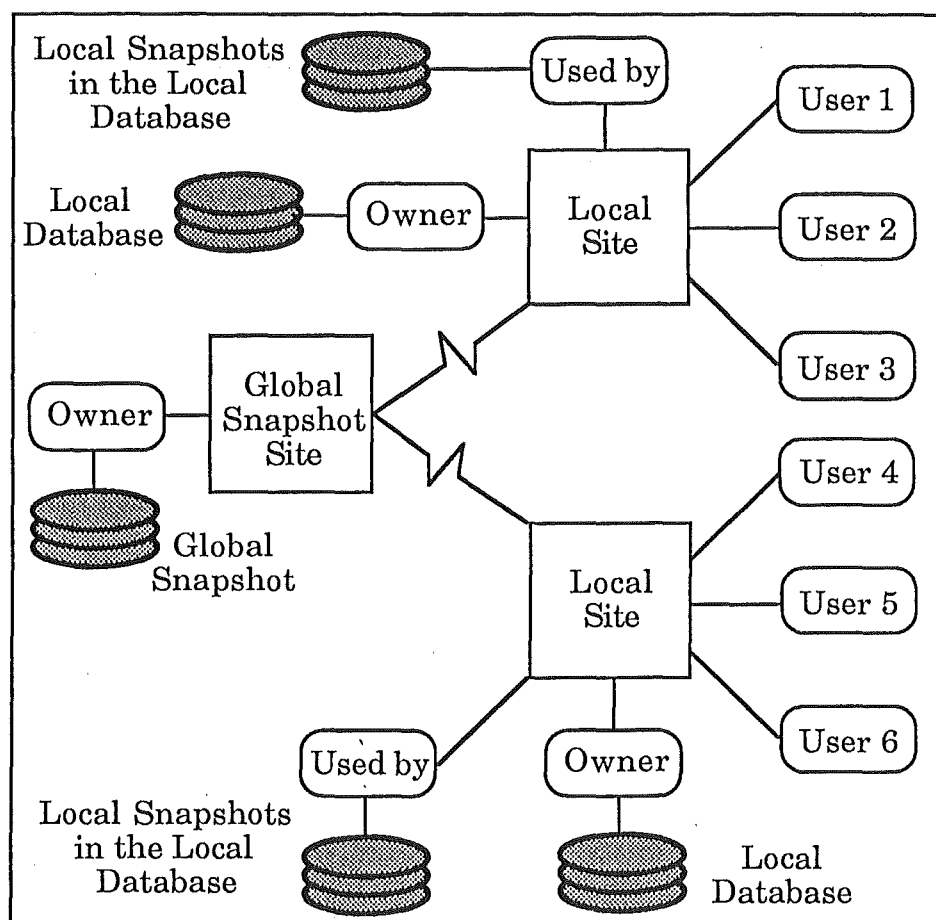 Local Snapshots
in the Local
Database
Used by
User 1
Local
Database
Owner
Local
Site
User 2
User 3
Global
Snapshot
Site
Owner
Global
Snapshot
User 4
Local
Site
User 5
User 6
Used by
Owner
Local Snapshots
in the Local
Database
Local
Database